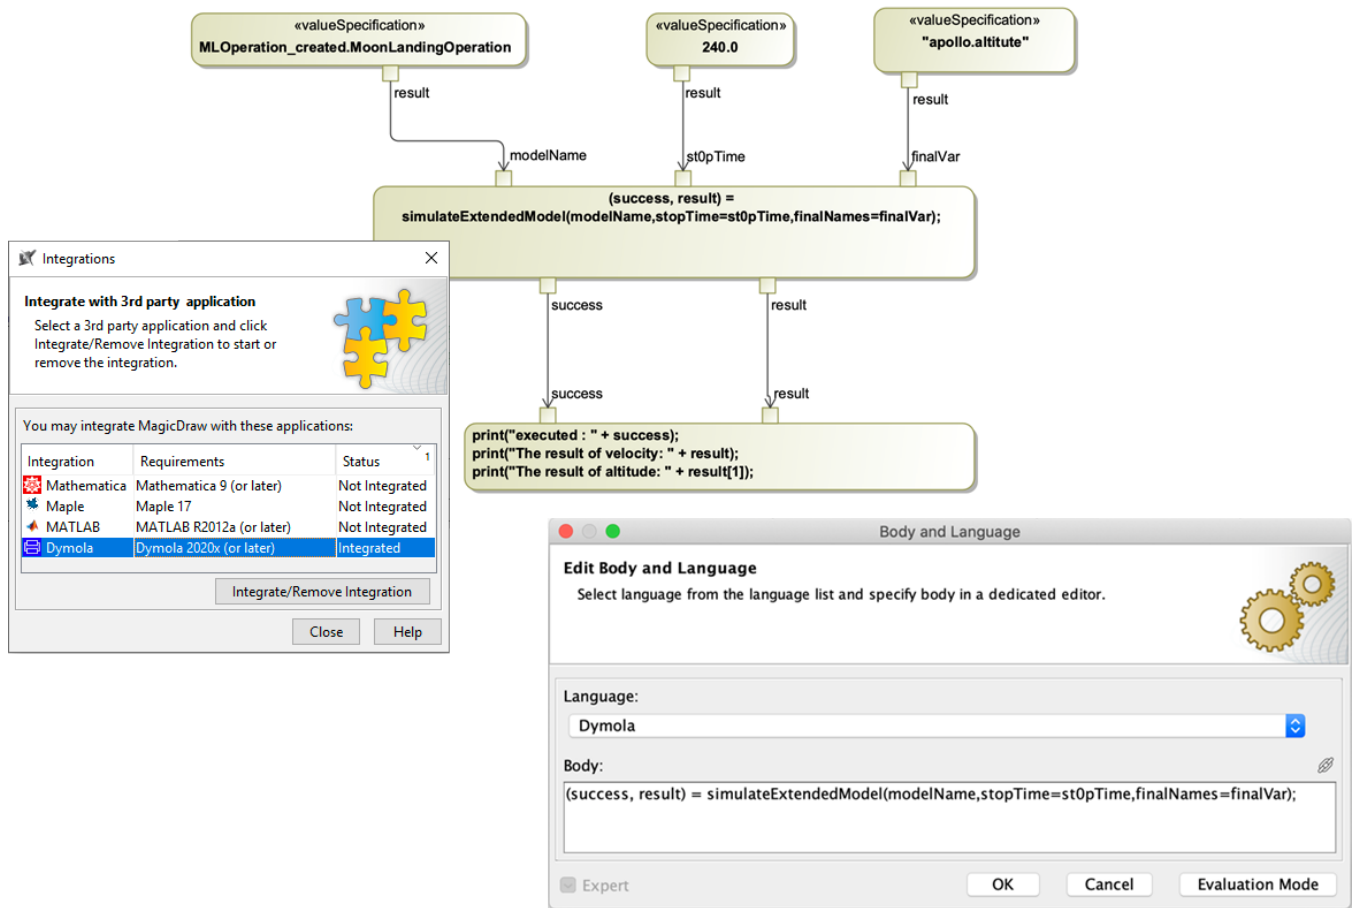 «valueSpecification»
MLOperation_created.MoonLandingOperation
«valueSpecification»
240.0
«valueSpecification»
"apollo.altitute"
result
result
result
modelName
st0pTime
finalVar
(success, result) =
simulateExtendedModel(modelName,stopTime=st0pTime,finalNames=finalVar);
success
result
success
result
print("executed : " + success);
print("The result of velocity: " + result);
print("The result of altitude: " + result[1]);
Integrations
Integrate with 3rd party application
Select a 3rd party application and click
Integrate/Remove Integration to start or
remove the integration.
You may integrate MagicDraw with these applications:
Integration Requirements Status 1
Mathematica Mathematica 9 (or later) Not Integrated
Maple Maple 17 Not Integrated
MATLAB MATLAB R2012a (or later) Not Integrated
Dymola Dymola 2020x (or later) Integrated
Integrate/Remove Integration
Close Help
Body and Language
Edit Body and Language
Select language from the language list and specify body in a dedicated editor.
Language:
Dymola
Body:
(success, result) = simulateExtendedModel(modelName,stopTime=st0pTime,finalNames=finalVar);
Expert OK Cancel Evaluation Mode